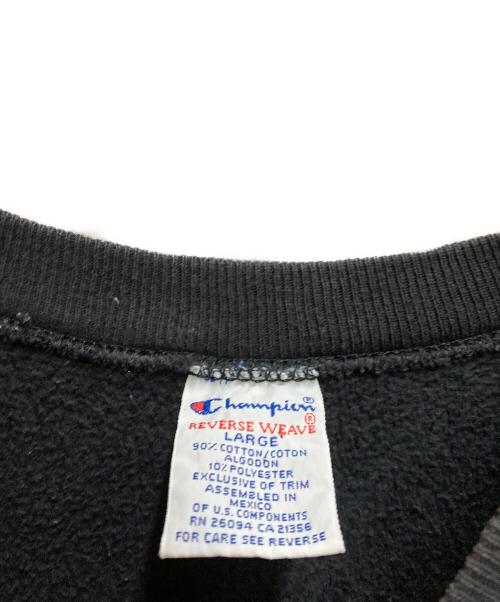 Champion®
REVERSE WEAVE®
LARGE
90% COTTON/COTON
ALGODON
10% POLYESTER
EXCLUSIVE OF TRIM
ASSEMBLED IN
MEXICO
OF U.S. COMPONENTS
RN 26094 CA 21356
FOR CARE SEE REVERSE